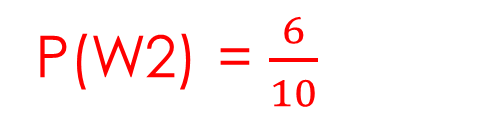 P(W2) = 6/10